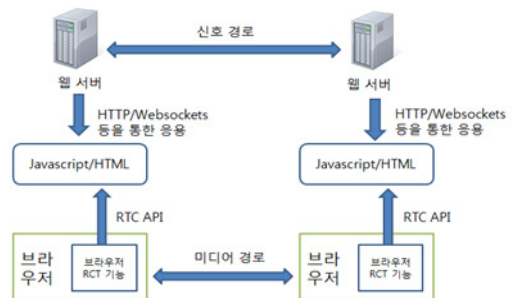 신호 경로
웹 서버
웹 서버
HTTP/Websockets
등을 통한 응용
HTTP/Websockets
등을 통한 응용
Javascript/HTML
Javascript/HTML
RTC API
RTC API
브라
우저
브라우저
RCT 기능
미디어 경로
브라
우저
브라우저
RCT 기능